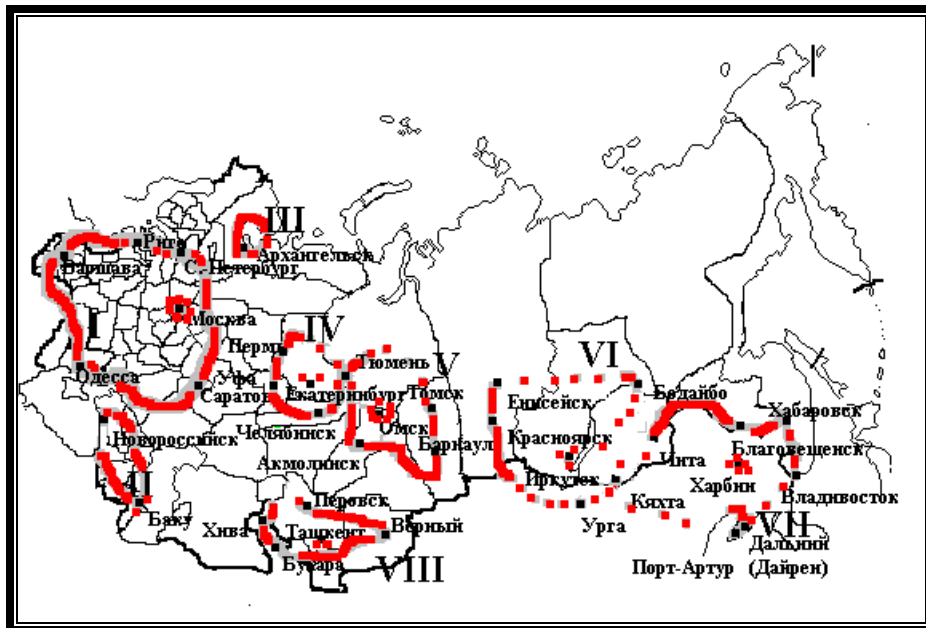 III
Рига
Архангельск
Варшава
С.-Петербург
I
Москва
IV
Пермь
Тюмень
V
VI
Одесса
Уфа
Саратов
Екатеринбург
Томск
Енисейск
Бодайбо
Хабаровск
Новороссийск
Челябинск
Омск
Барнаул
Красноярск
Благовещенск
Акмолинск
Чита
II
Иркутск
Харбин
Владивосток
Баку
Перовск
Кяхта
Хива
Ташкент
Верный
Урга
VII
Бухара
VIII
Дальний
Порт-Артур
(Дайрен)